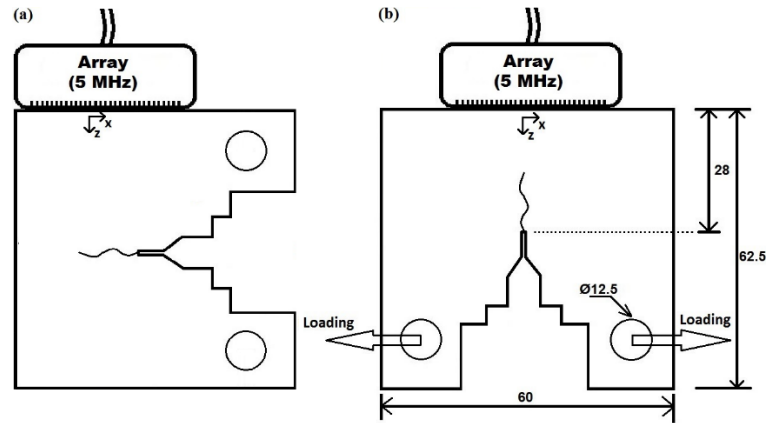 (a)
Array
(5 MHz)
x
z
(b)
Array
(5 MHz)
x
z
28
62.5
Ø12.5
Loading
Loading
60